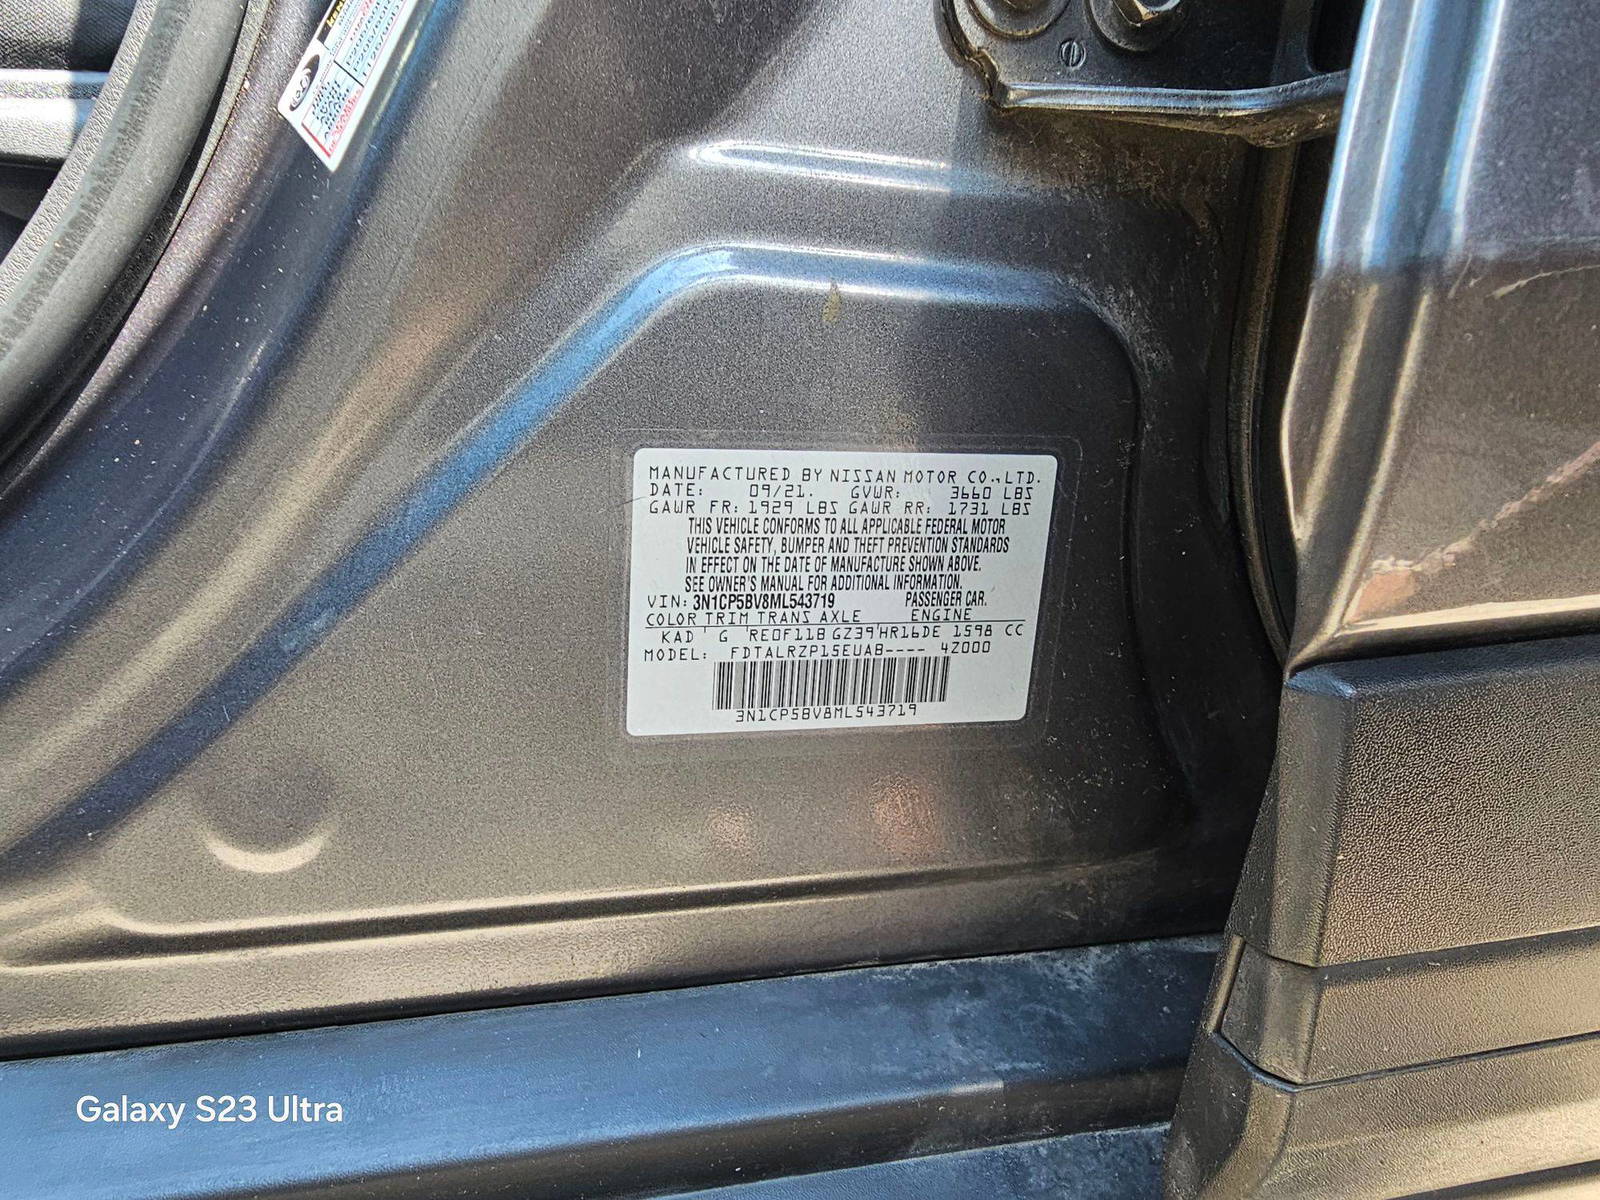 MANUFACTURED BY NISSAN MOTOR CO.,LTD.
DATE: 09/21. GVWR: 3660 LBS
GAWR FR: 1929 LBS GAWR RR: 1731 LBS
THIS VEHICLE CONFORMS TO ALL APPLICABLE FEDERAL MOTOR
VEHICLE SAFETY, BUMPER AND THEFT PREVENTION STANDARDS
IN EFFECT ON THE DATE OF MANUFACTURE SHOWN ABOVE.
SEE OWNER'S MANUAL FOR ADDITIONAL INFORMATION.
VIN: 3N1CP5BV8ML543719 PASSENGER CAR.
COLOR TRIM TRANS AXLE ENGINE
KAD G RE0F11B GZ39 HR16DE 1598 CC
MODEL: FDTALRZP15EUAB---- 4Z000
3N1CP5BV8ML543719
Galaxy S23 Ultra